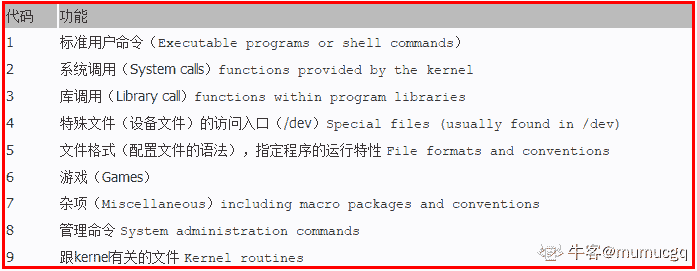 代码 功能
1 标准用户命令（Executable programs or shell commands）
2 系统调用（System calls）functions provided by the kernel
3 库调用（Library call）functions within program libraries
4 特殊文件（设备文件）的访问入口（/dev）Special files (usually found in /dev)
5 文件格式（配置文件的语法），指定程序的运行特性 File formats and conventions
6 游戏（Games）
7 杂项（Miscellaneous）including macro packages and conventions
8 管理命令 System administration commands
9 跟kernel有关的文件 Kernel routines
牛客@mumucgq